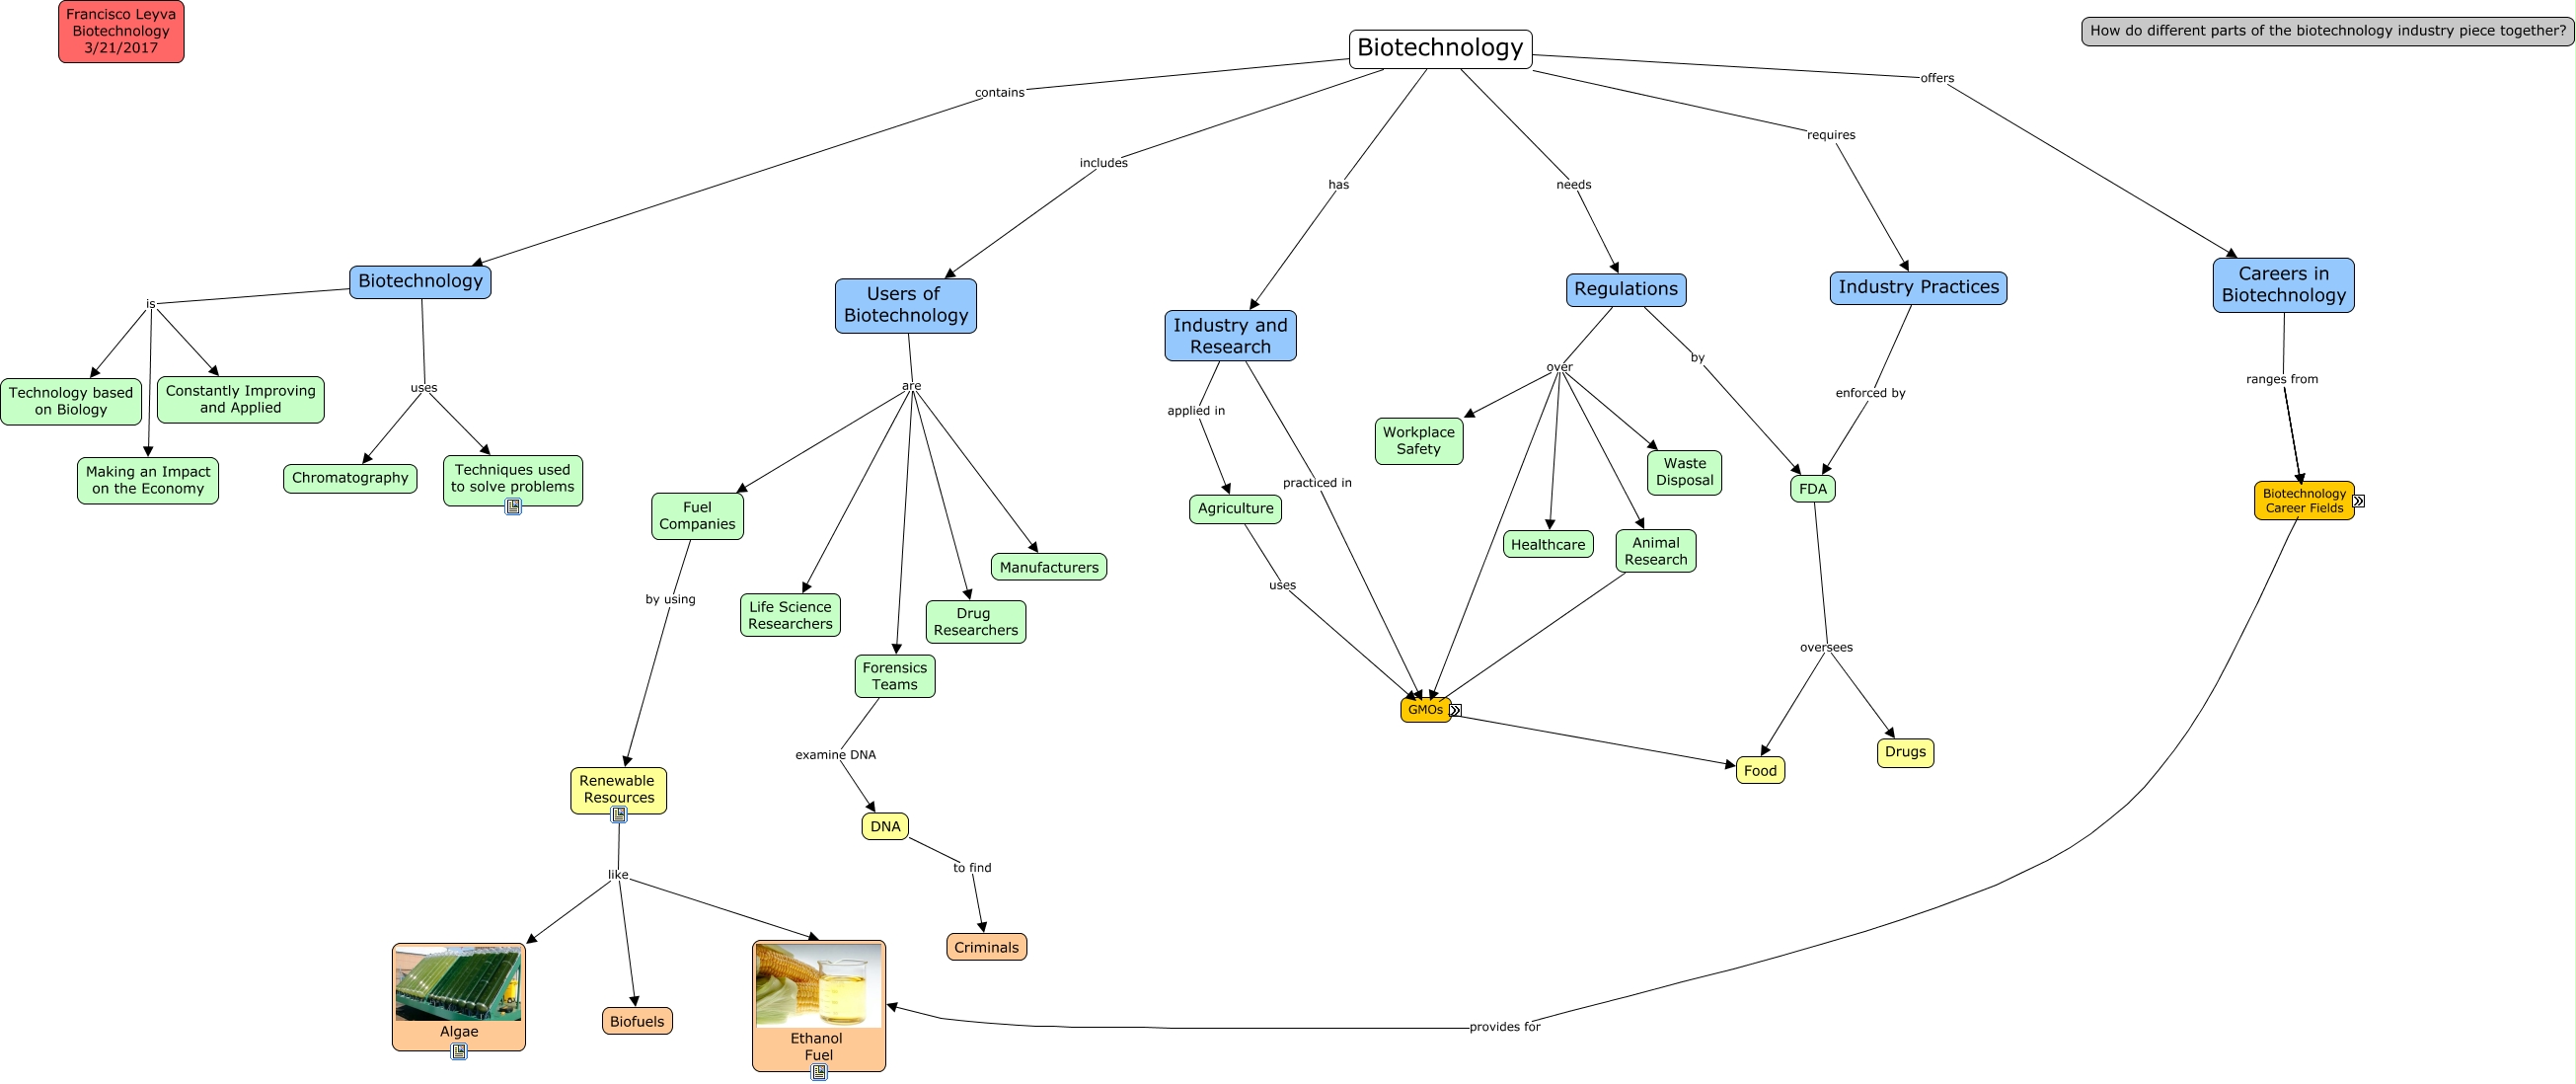 Francisco Leyva
Biotechnology
3/21/2017
Biotechnology
How do different parts of the biotechnology industry piece together?
contains
includes
has
needs
requires
offers
Biotechnology
Users of
Biotechnology
Industry and
Research
Regulations
Industry Practices
Careers in
Biotechnology
is
Technology based
on Biology
Constantly Improving
and Applied
Making an Impact
on the Economy
uses
Chromatography
Techniques used
to solve problems
are
Fuel
Companies
Life Science
Researchers
Forensics
Teams
Drug
Researchers
Manufacturers
by using
Renewable
Resources
like
Algae
Biofuels
Ethanol
Fuel
examine DNA
DNA
to find
Criminals
applied in
Agriculture
uses
practiced in
GMOs
over
Workplace
Safety
Healthcare
Animal
Research
Waste
Disposal
by
enforced by
FDA
oversees
Food
Drugs
ranges from
Biotechnology
Career Fields
provides for